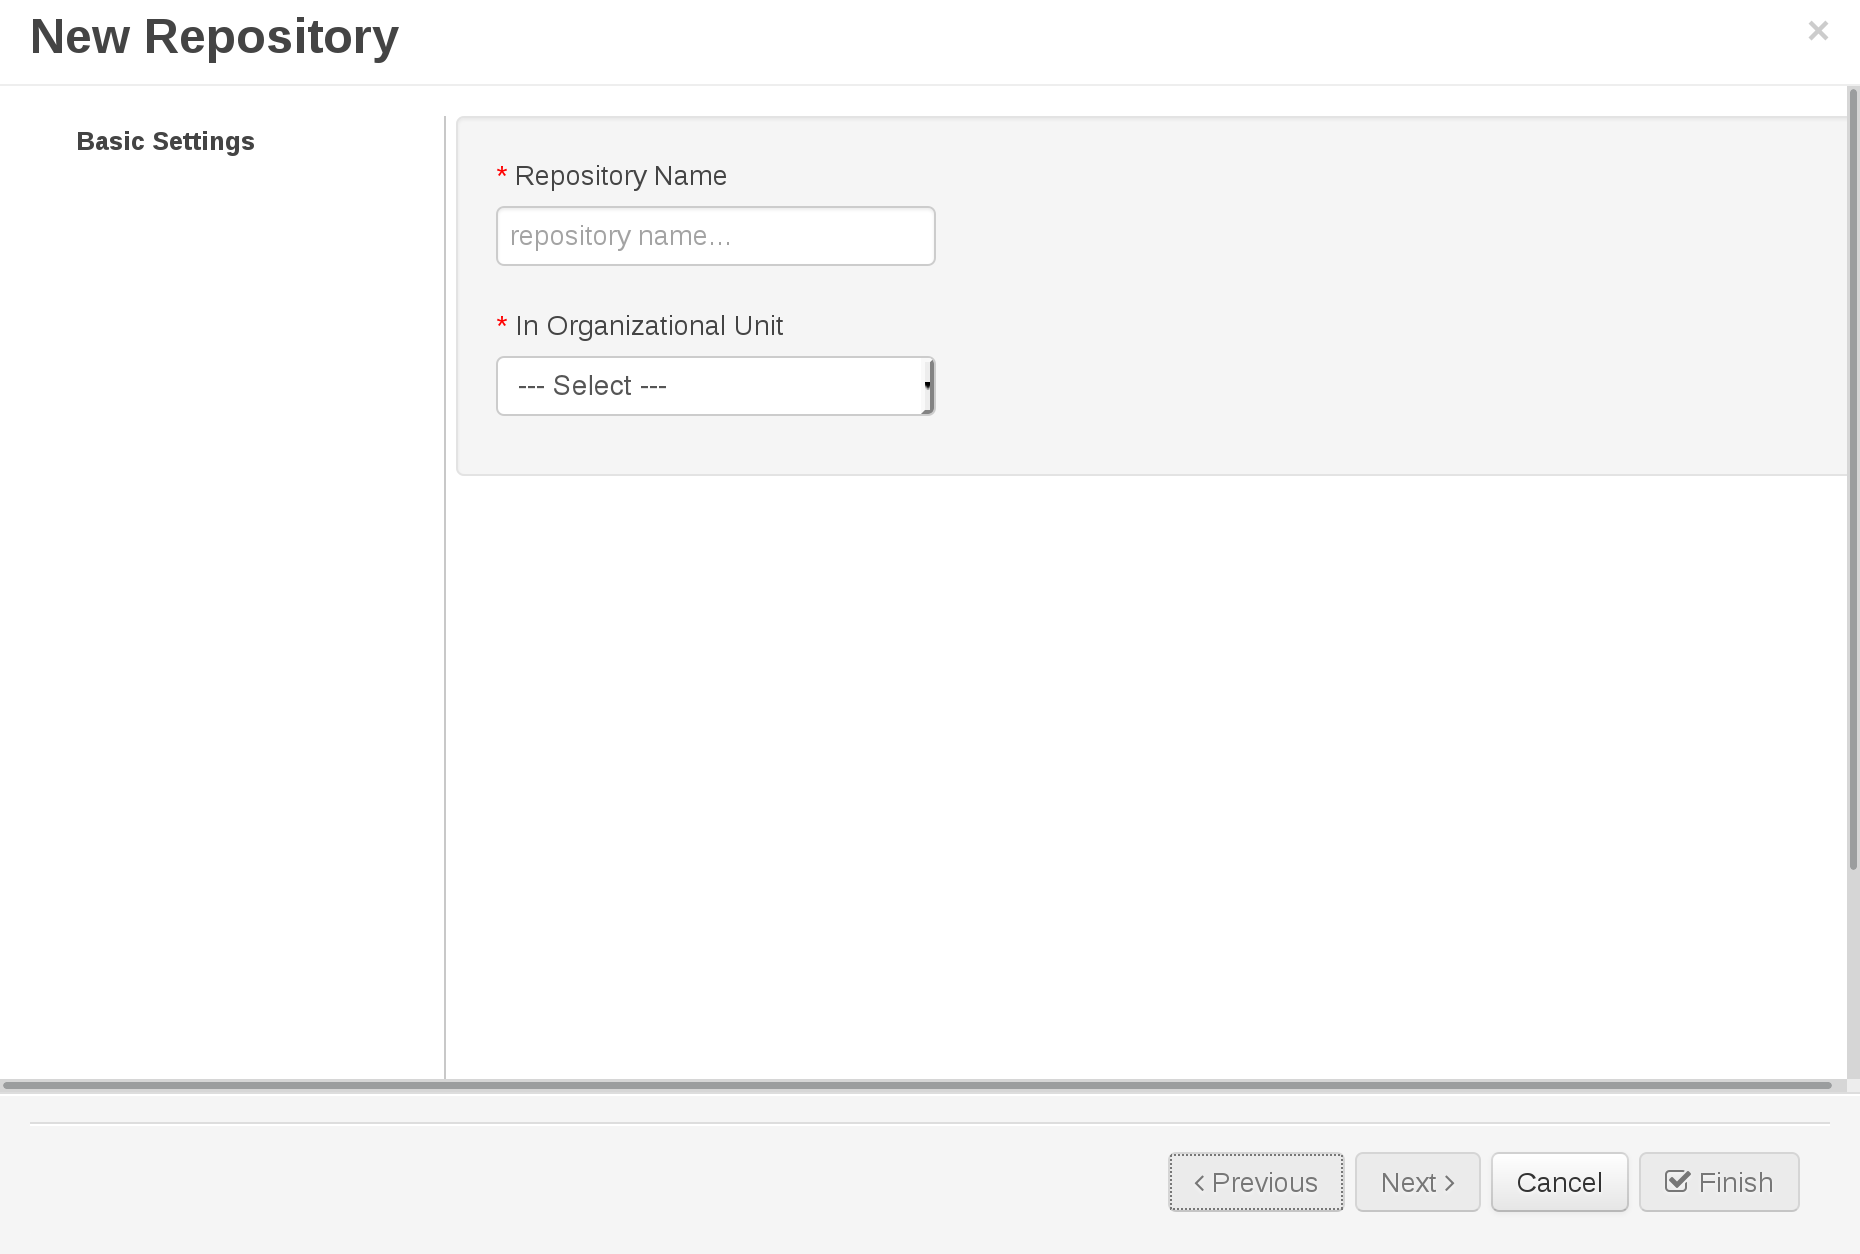 New Repository
×
Basic Settings
* Repository Name
repository name...
* In Organizational Unit
--- Select ---
< Previous
Next >
Cancel
Finish